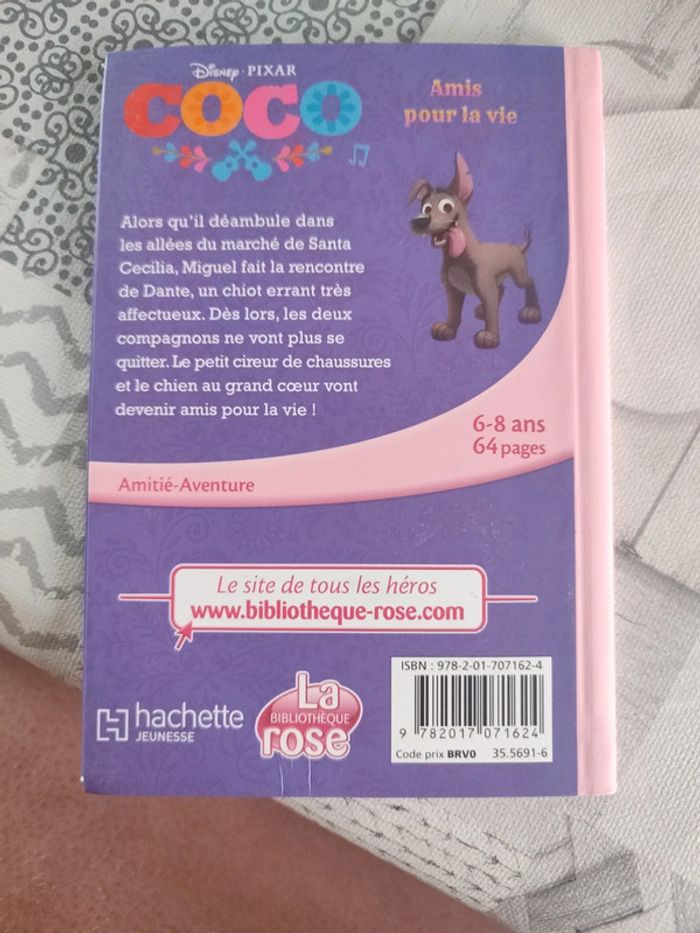 Disney · PIXAR
COCO
Amis
pour la vie
Alors qu'il déambule dans
les allées du marché de Santa
Cecilia, Miguel fait la rencontre
de Dante, un chiot errant très
affectueux. Dès lors, les deux
compagnons ne vont plus se
quitter. Le petit cireur de chaussures
et le chien au grand cœur vont
devenir amis pour la vie !
6-8 ans
64 pages
Amitié-Aventure
Le site de tous les héros
www.bibliotheque-rose.com
hachette
JEUNESSE
La
BIBLIOTHÈQUE
rose
ISBN : 978-2-01-707162-4
9 782017 071624
Code prix BRV0 35.5691-6